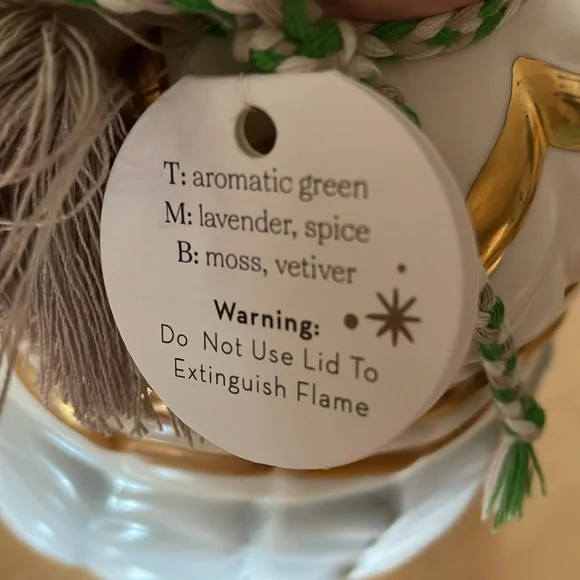 T: aromatic green
M: lavender, spice
B: moss, vetiver
Warning:
Do Not Use Lid To
Extinguish Flame